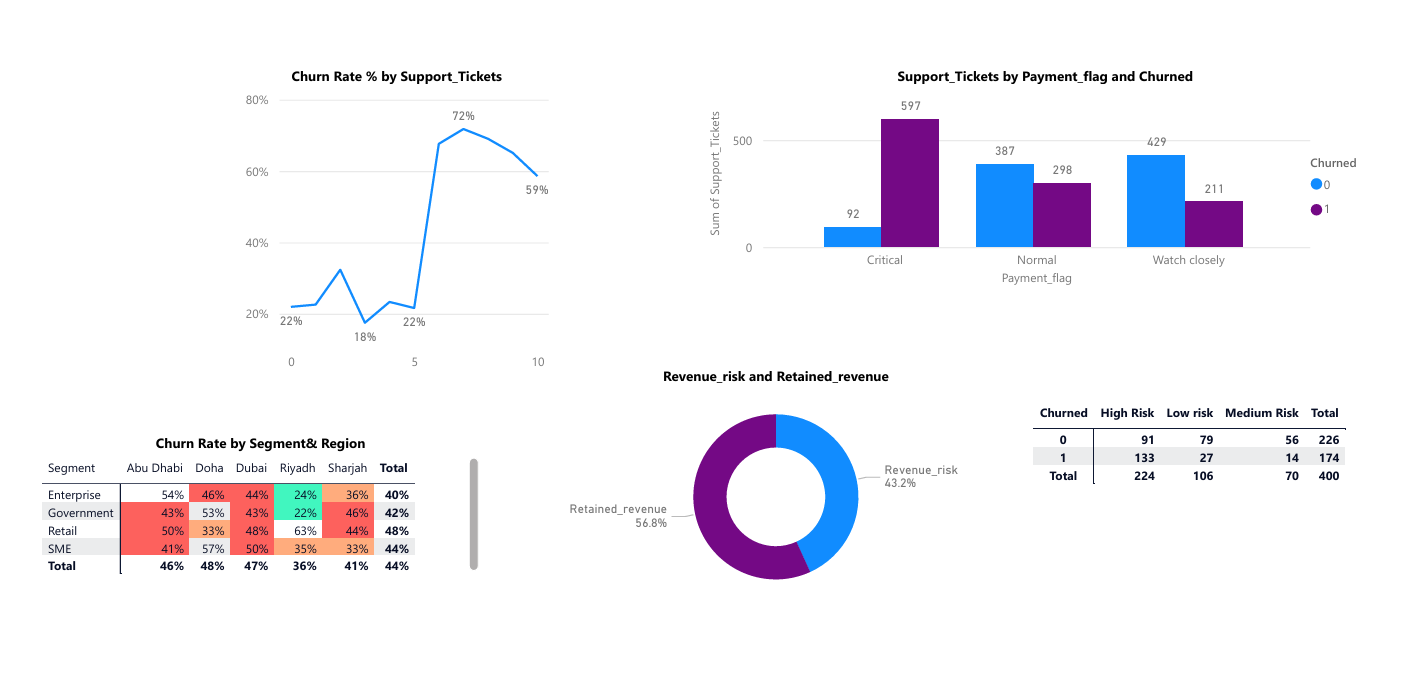 Churn Rate % by Support_Tickets
80%
60%
40%
20%
72%
59%
22%
18%
22%
0 5 10
Support_Tickets by Payment_flag and Churned
Sum of Support_Tickets
500
0
92 597 387 298 429 211
Critical Normal Watch closely
Payment_flag
Churned
0
1
Churn Rate by Segment& Region
Segment Abu Dhabi Doha Dubai Riyadh Sharjah Total
Enterprise 54% 46% 44% 24% 36% 40%
Government 43% 53% 43% 22% 46% 42%
Retail 50% 33% 48% 63% 44% 48%
SME 41% 57% 50% 35% 33% 44%
Total 46% 48% 47% 36% 41% 44%
Revenue_risk and Retained_revenue
Revenue_risk
43.2%
Retained_revenue
56.8%
Churned High Risk Low risk Medium Risk Total
0 91 79 56 226
1 133 27 14 174
Total 224 106 70 400